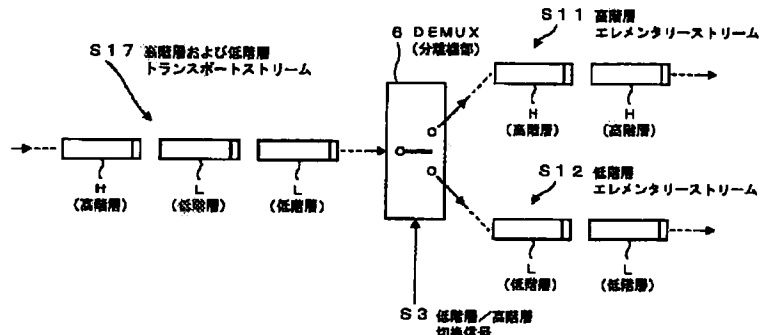 S11 高階層
エレメンタリーストリーム
6 DEMUX
(分離機部)
S17 高階層および低階層
トランスポートストリーム
H
(高階層)
H
(高階層)
H
(高階層)
L
(低階層)
L
(低階層)
S12 低階層
エレメンタリーストリーム
L
(低階層)
L
(低階層)
S3 低階層/高階層
切換信号